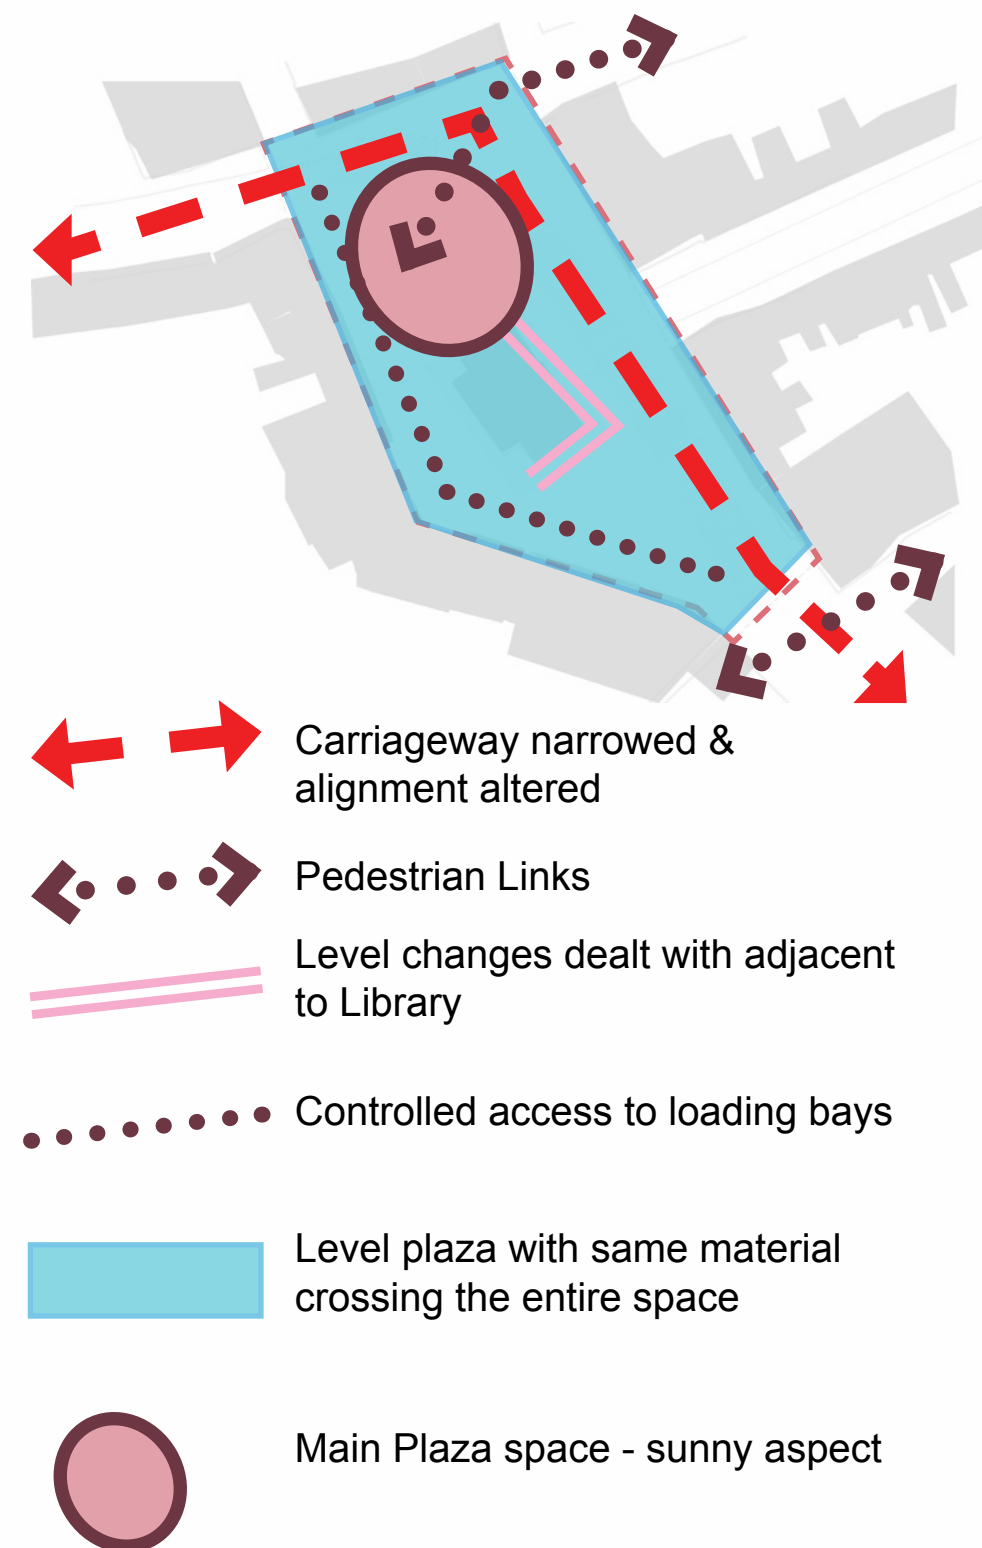 Carriageway narrowed &
alignment altered
Pedestrian Links
Level changes dealt with adjacent
to Library
Controlled access to loading bays
Level plaza with same material
crossing the entire space
Main Plaza space - sunny aspect